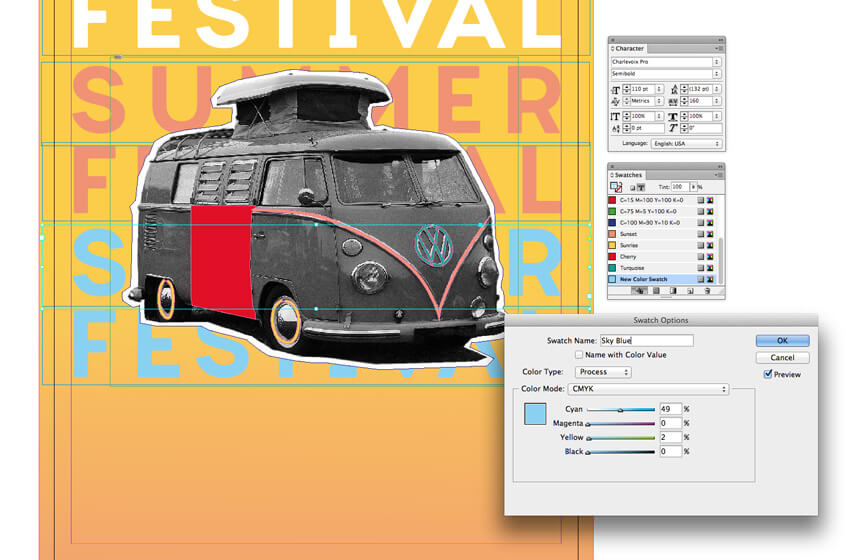 FESTIVAL
SUMMER
FESTIVAL
SUMMER
FESTIVAL
Character
Charlevoix Pro
Semibold
110 pt
(132 pt)
Metrics
160
100%
100%
0 pt
0°
Language: English: USA
Swatches
Tint: 100 %
C=15 M=100 Y=100 K=0
C=75 M=5 Y=100 K=0
C=100 M=90 Y=10 K=0
Sunset
Sunrise
Cherry
Turquoise
New Color Swatch
Swatch Options
Swatch Name: Sky Blue
Name with Color Value
Color Type: Process
Color Mode: CMYK
Cyan 49 %
Magenta 0 %
Yellow 2 %
Black 0 %
OK
Cancel
Preview